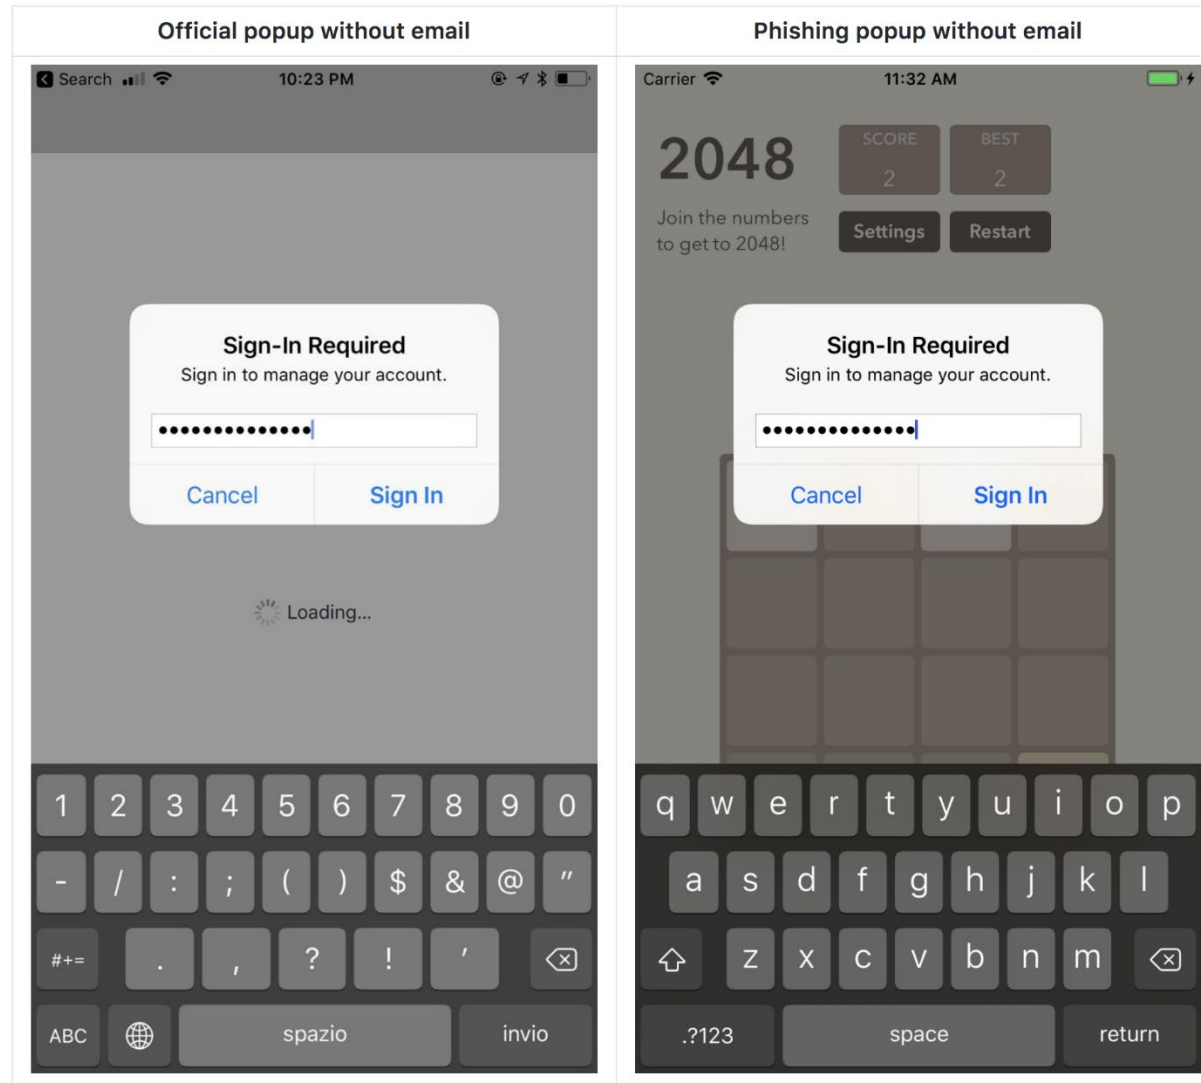 Official popup without email
Phishing popup without email
Search 10:23 PM
Sign-In Required
Sign in to manage your account.
••••••••••••••
Cancel Sign In
Loading...
1 2 3 4 5 6 7 8 9 0
- / : ; ( ) $ & @ "
#+= . , ? ! '
ABC spazio invio
Carrier 11:32 AM
2048
SCORE
2
BEST
2
Join the numbers
to get to 2048!
Settings Restart
Sign-In Required
Sign in to manage your account.
••••••••••••••
Cancel Sign In
q w e r t y u i o p
a s d f g h j k l
z x c v b n m
.?123 space return